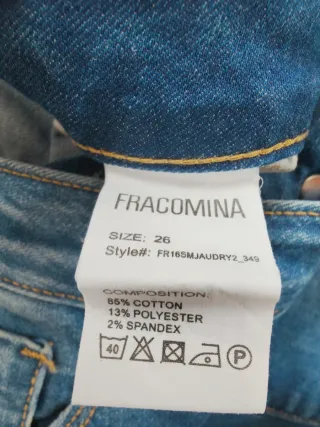 FRACOMINA
SIZE: 26
Style#: FR16SMJAUDRY2_349
COMPOSITION:
85% COTTON
13% POLYESTER
2% SPANDEX
40 P